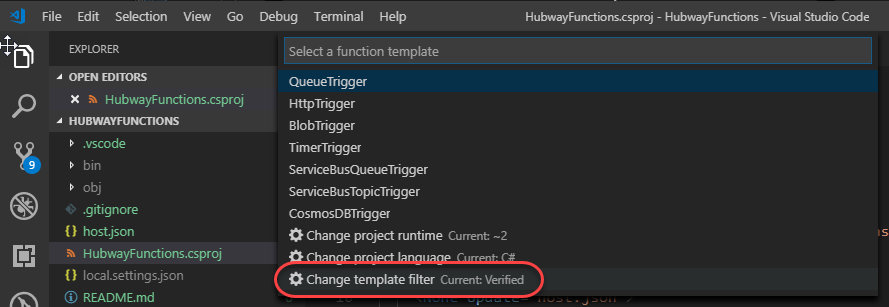 File Edit Selection View Go Debug Terminal Help HubwayFunctions.csproj - HubwayFunctions - Visual Studio Code
EXPLORER
OPEN EDITORS
HubwayFunctions.csproj
HUBWAYFUNCTIONS
.vscode
bin
obj
.gitignore
host.json
HubwayFunctions.csproj
local.settings.json
README.md
9
Select a function template
QueueTrigger
HttpTrigger
BlobTrigger
TimerTrigger
ServiceBusQueueTrigger
ServiceBusTopicTrigger
CosmosDBTrigger
Change project runtime Current: ~2
Change project language Current: C#
Change template filter Current: Verified